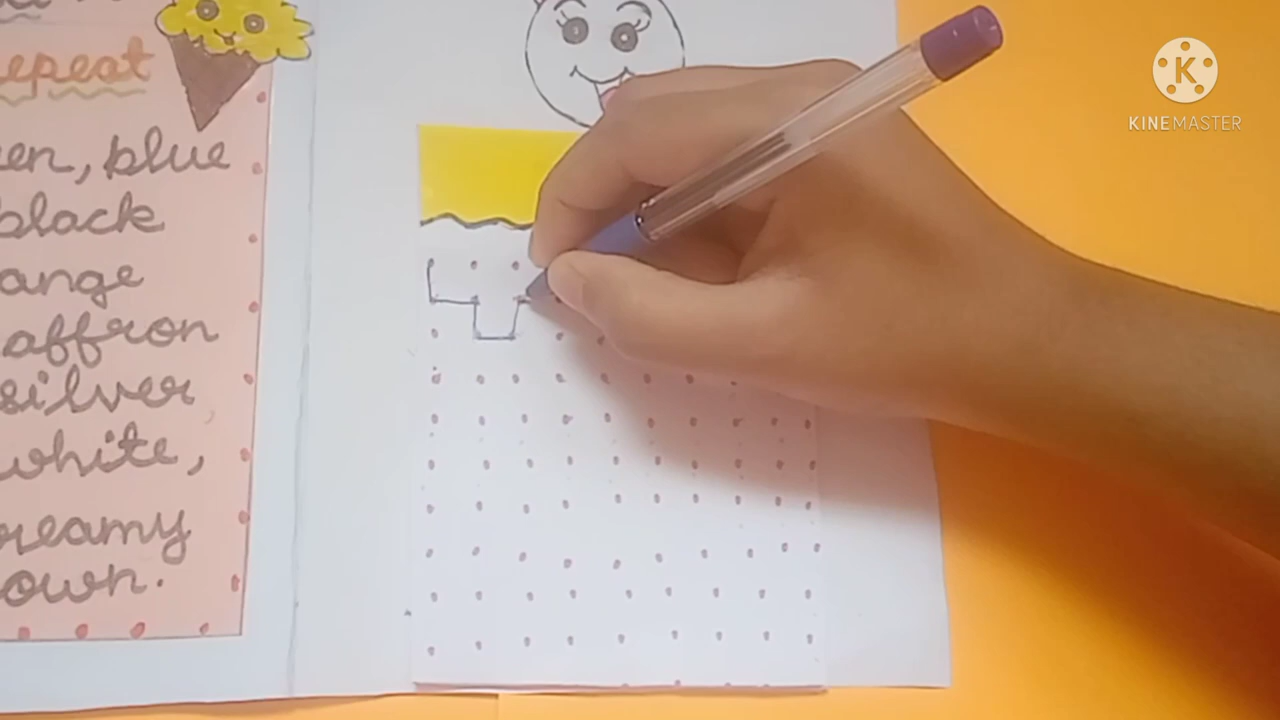 epeat
en, blue
black
ange
affron
silver
white,
reamy
own.
KINEMASTER